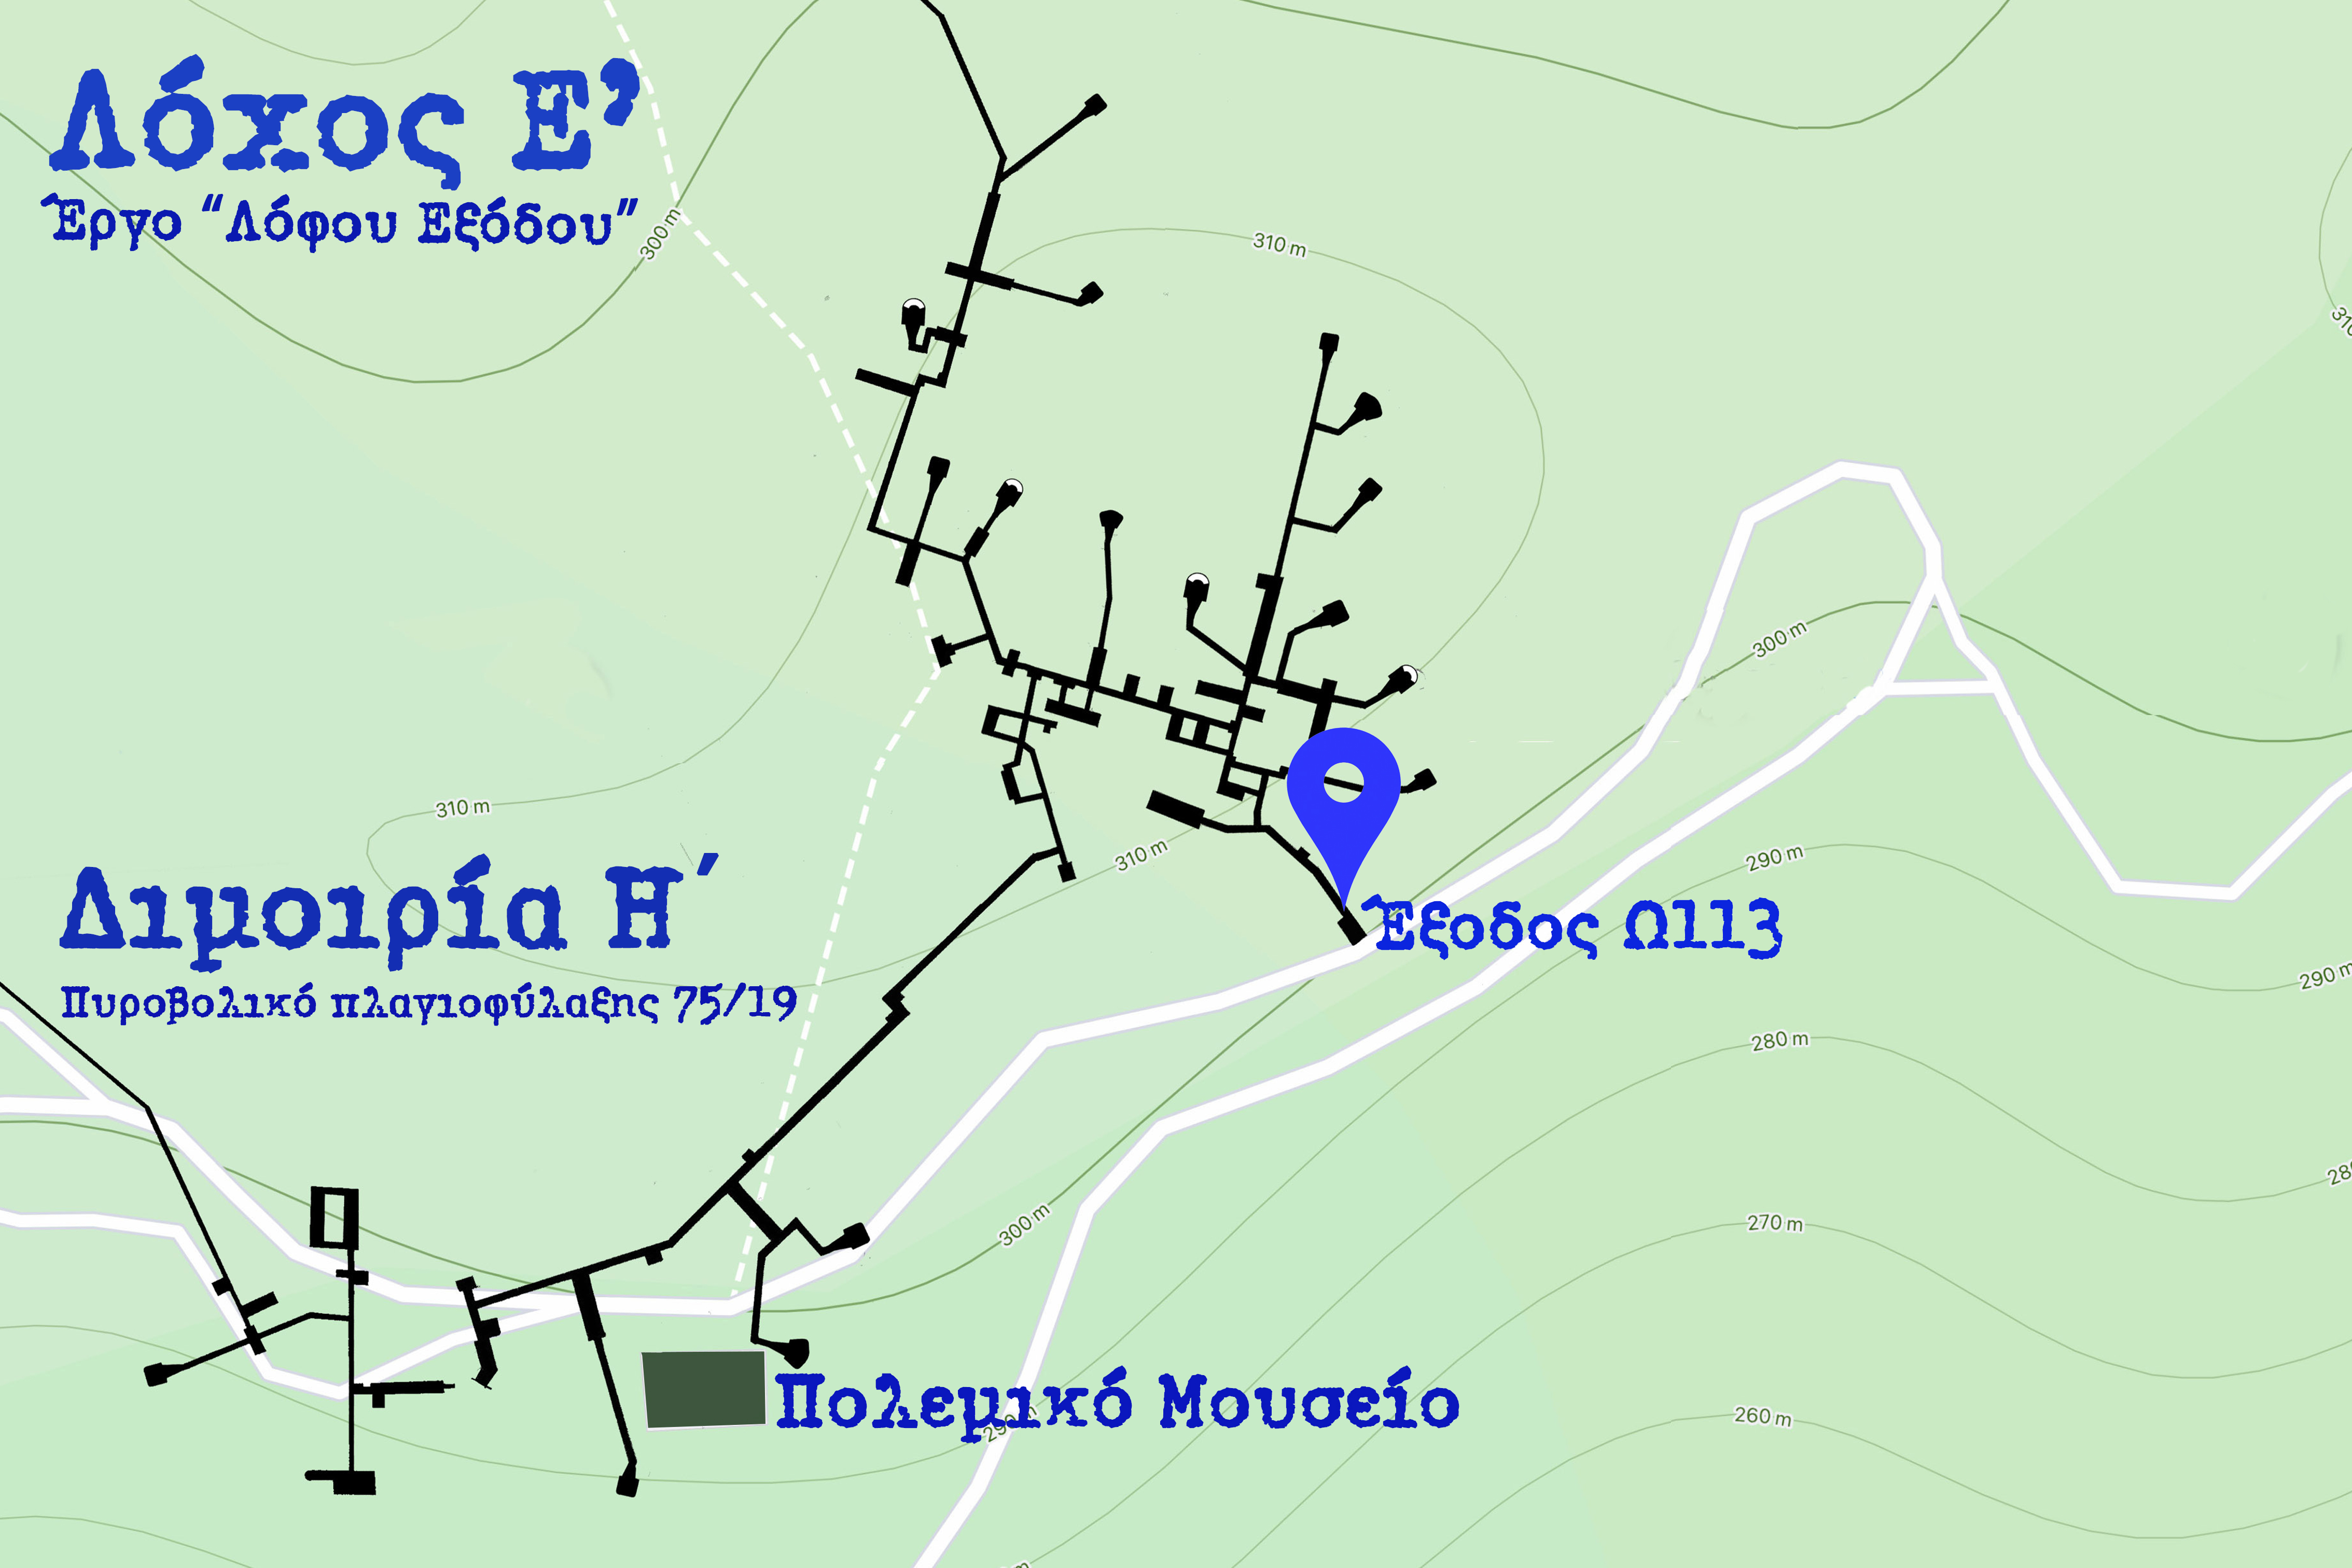 Λόχος Ε’
Έργο “Λόφου Εξόδου”
300 m
310 m
300 m
310 m
310 m
290 m
Διμοιρία Η΄
Πυροβολικό πλαγιοφύλαξης 75/19
Έξοδος Ω113
290 m
280 m
300 m
270 m
260 m
Πολεμικό Μουσείο
290 m